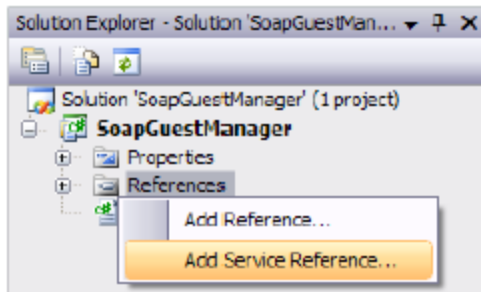 Solution Explorer - Solution 'SoapGuestMan...
Solution 'SoapGuestManager' (1 project)
SoapGuestManager
Properties
References
Add Reference...
Add Service Reference...